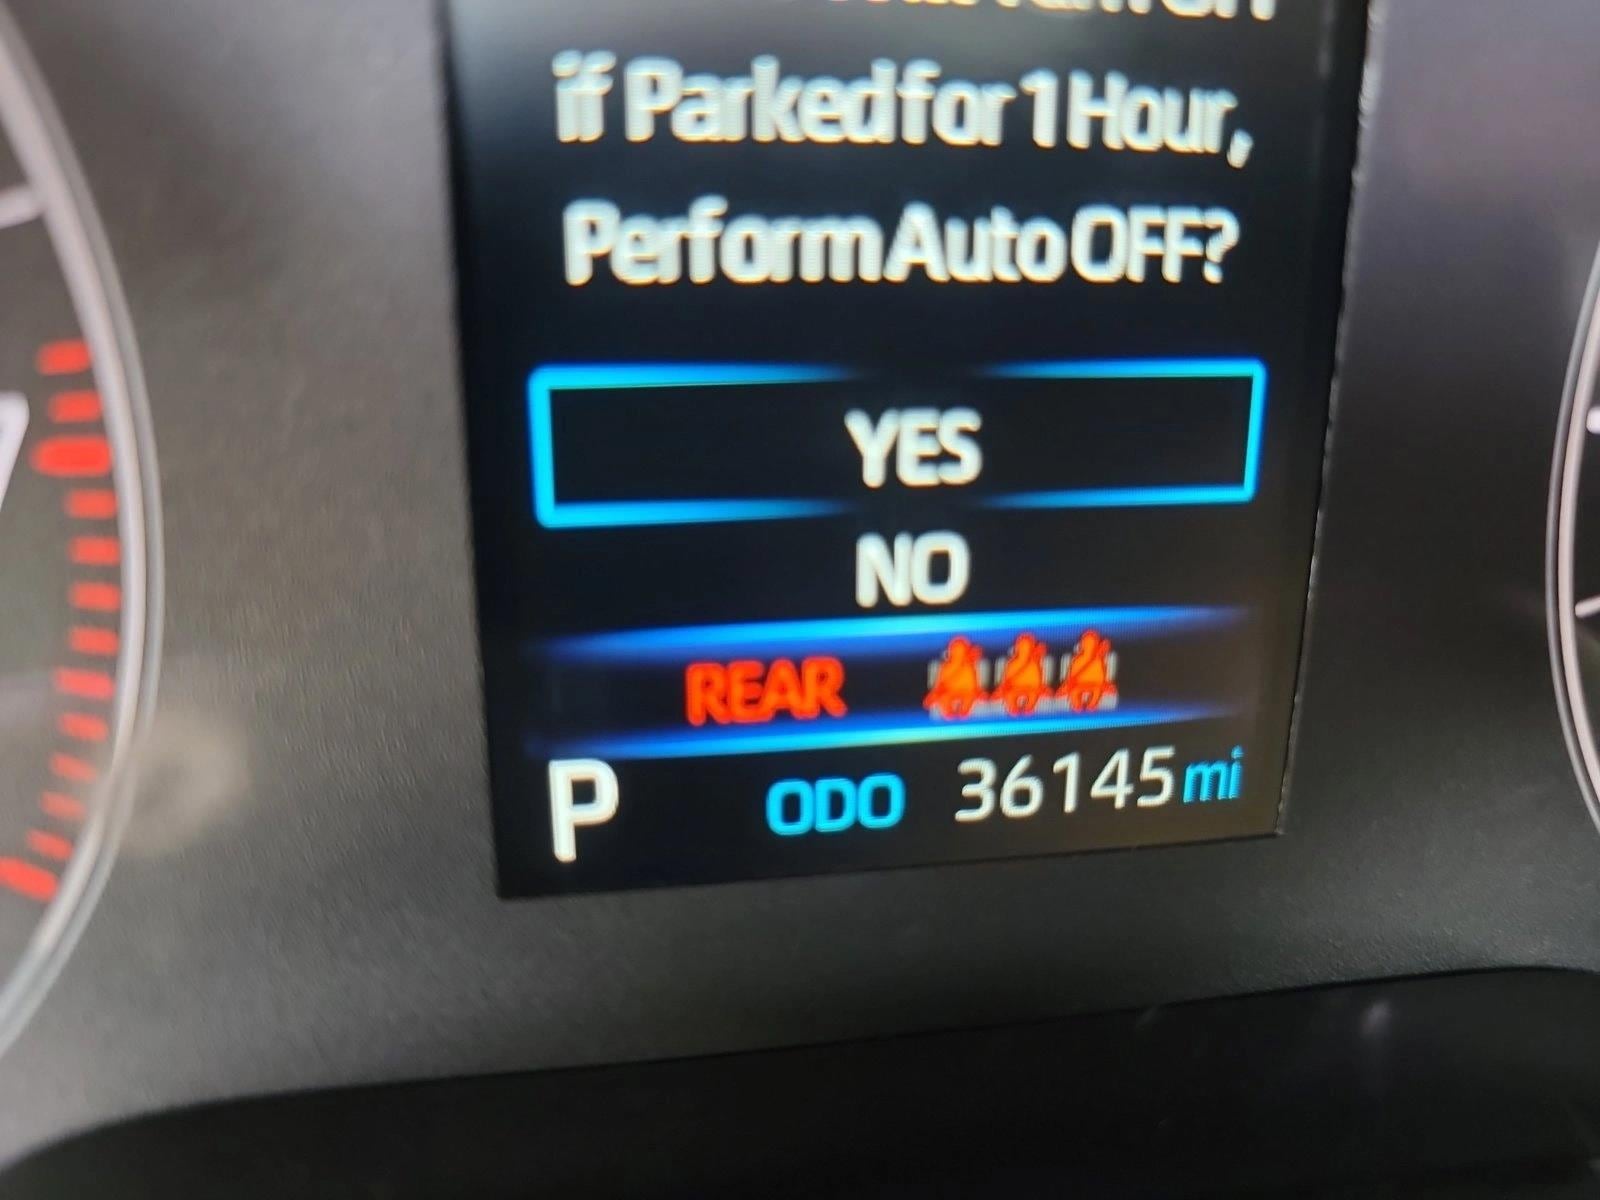 if Parked for 1 Hour,
Perform Auto OFF?
YES
NO
REAR
P ODO 36145 mi